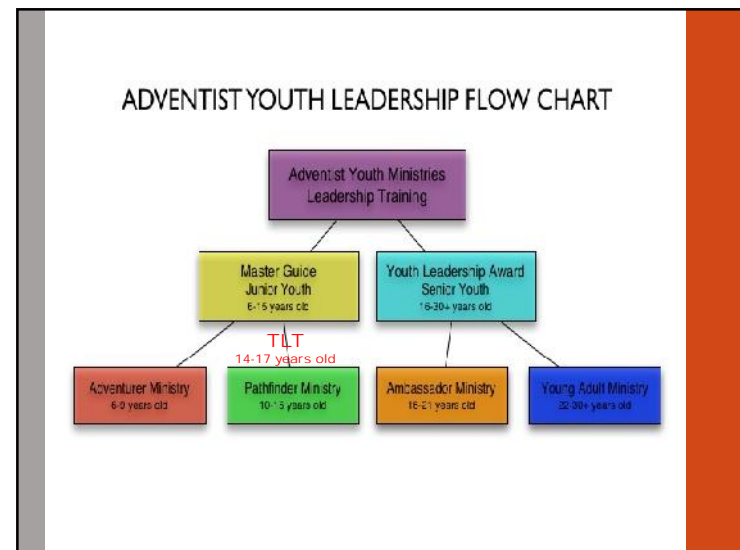 ADVENTIST YOUTH LEADERSHIP FLOW CHART
Adventist Youth Ministries
Leadership Training
Master Guide
Junior Youth
6-15 years old
Youth Leadership Award
Senior Youth
16-30+ years old
TLT
14-17 years old
Adventurer Ministry
6-9 years old
Pathfinder Ministry
10-15 years old
Ambassador Ministry
16-21 years old
Young Adult Ministry
22-30+ years old